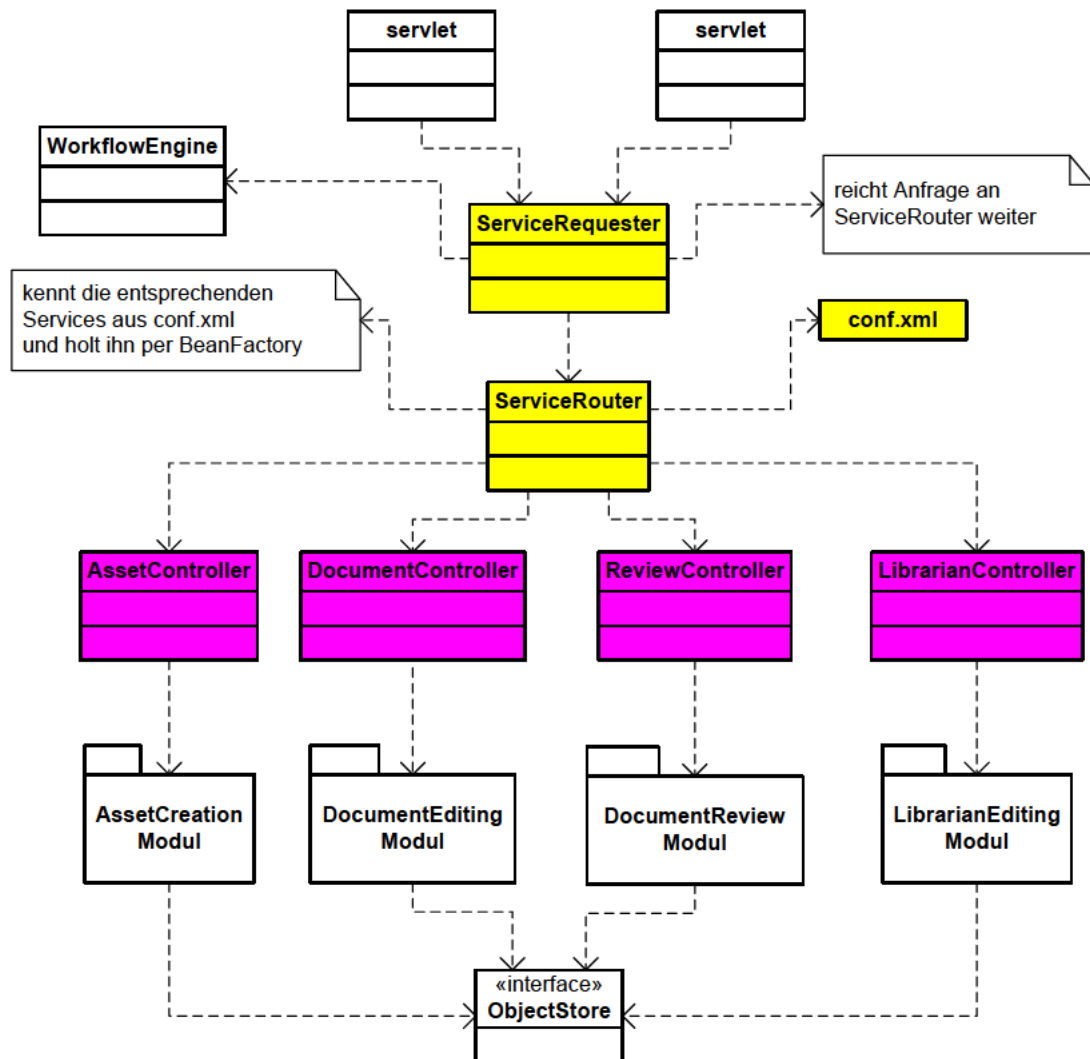 servlet
servlet
WorkflowEngine
reicht Anfrage an
ServiceRouter weiter
ServiceRequester
kennt die entsprechenden
Services aus conf.xml
und holt ihn per BeanFactory
conf.xml
ServiceRouter
AssetController
DocumentController
ReviewController
LibrarianController
AssetCreation
Modul
DocumentEditing
Modul
DocumentReview
Modul
LibrarianEditing
Modul
«interface»
ObjectStore